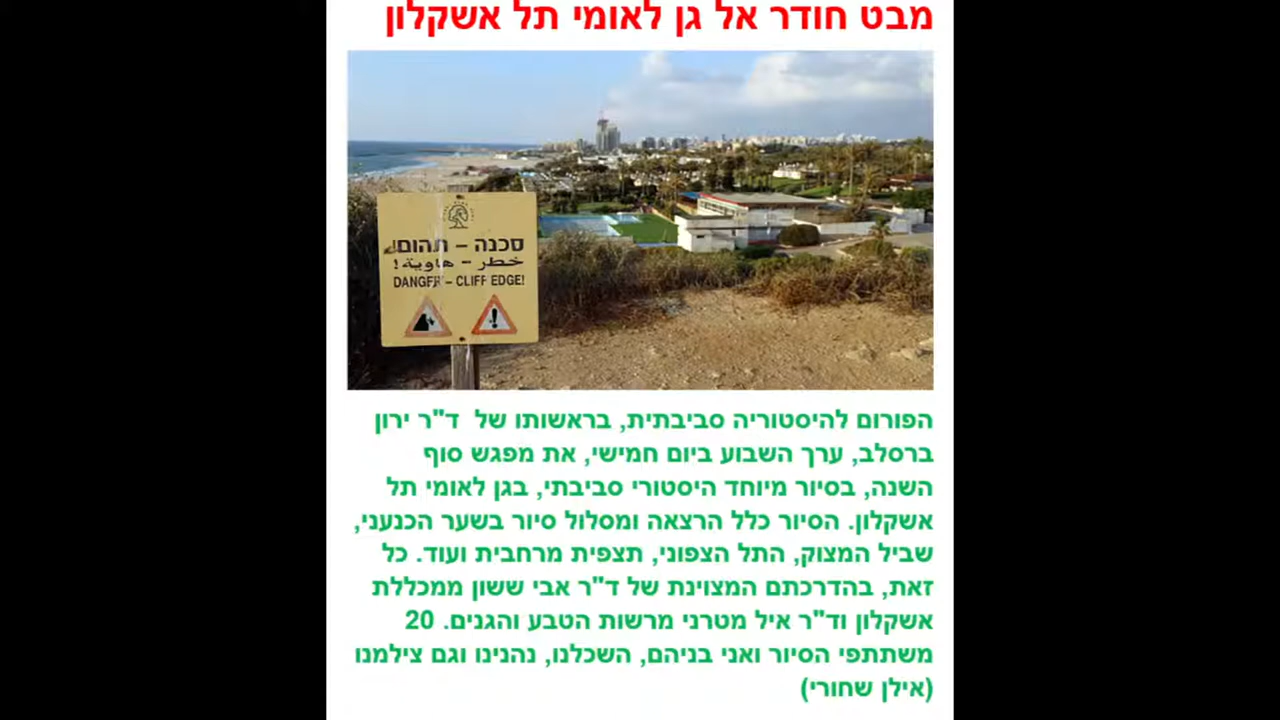 מבט חודר אל גן לאומי תל אשקלון
סכנה - תהום!
خطر - هاوية!
DANGER - CLIFF EDGE!
הפורום להיסטוריה סביבתית, בראשותו של ד"ר ירון
ברסלב, ערך השבוע ביום חמישי, את מפגש סוף
השנה, בסיור מיוחד היסטורי סביבתי, בגן לאומי תל
אשקלון. הסיור כלל הרצאה ומסלול סיור בשער הכנעני,
שביל המצוק, התל הצפוני, תצפית מרחבית ועוד. כל
זאת, בהדרכתם המצוינת של ד"ר אבי ששון ממכללת
אשקלון וד"ר איל מטרני מרשות הטבע והגנים. 20
משתתפי הסיור ואני בניהם, השכלנו, נהנינו וגם צילמנו
(אילן שחורי)